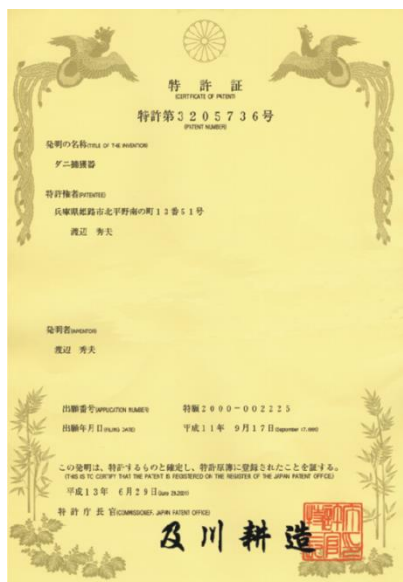 特許証
(CERTIFICATE OF PATENT)
特許第3205736号
(PATENT NUMBER)
発明の名称(TITLE OF THE INVENTION)
ダニ捕獲器
特許権者(PATENTEE)
兵庫県姫路市北平野南の町13番51号
渡辺 秀夫
発明者(INVENTOR)
渡辺 秀夫
出願番号(APPLICATION NUMBER) 特願2000-002225
出願年月日(FILING DATE) 平成11年 9月17日(September 17,1999)
この発明は、特許するものと確定し、特許原簿に登録されたことを証する。
(THIS IS TO CERTIFY THAT THE PATENT IS REGISTERED ON THE REGISTER OF THE JAPAN PATENT OFFICE.)
平成13年 6月29日(June 29,2001)
特許庁長官(COMMISSIONER, JAPAN PATENT OFFICE)
及川耕造